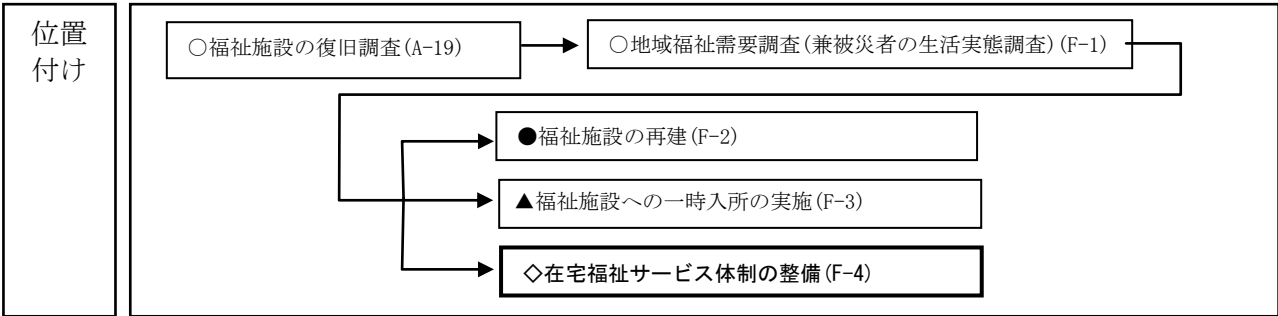 位置
付け
○福祉施設の復旧調査(A-19)
○地域福祉需要調査(兼被災者の生活実態調査)(F-1)
●福祉施設の再建(F-2)
▲福祉施設への一時入所の実施(F-3)
◇在宅福祉サービス体制の整備(F-4)